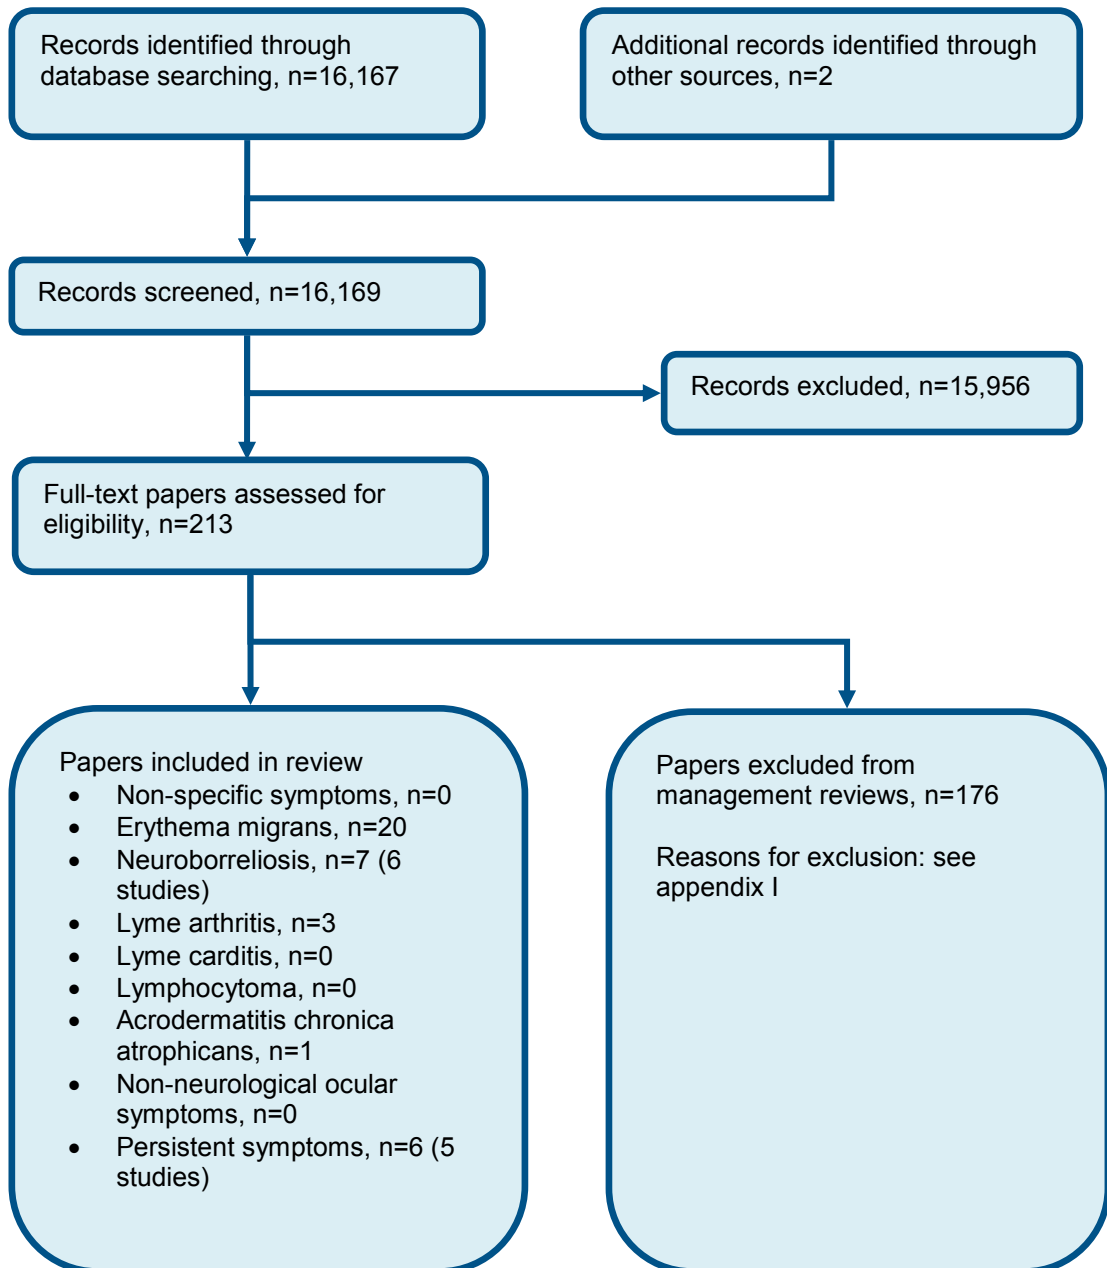 Records identified through
database searching, n=16,167
Additional records identified through
other sources, n=2
Records screened, n=16,169
Records excluded, n=15,956
Full-text papers assessed for
eligibility, n=213
Papers included in review
• Non-specific symptoms, n=0
• Erythema migrans, n=20
• Neuroborreliosis, n=7 (6
studies)
• Lyme arthritis, n=3
• Lyme carditis, n=0
• Lymphocytoma, n=0
• Acrodermatitis chronica
atrophicans, n=1
• Non-neurological ocular
symptoms, n=0
• Persistent symptoms, n=6 (5
studies)
Papers excluded from
management reviews, n=176
Reasons for exclusion: see
appendix I